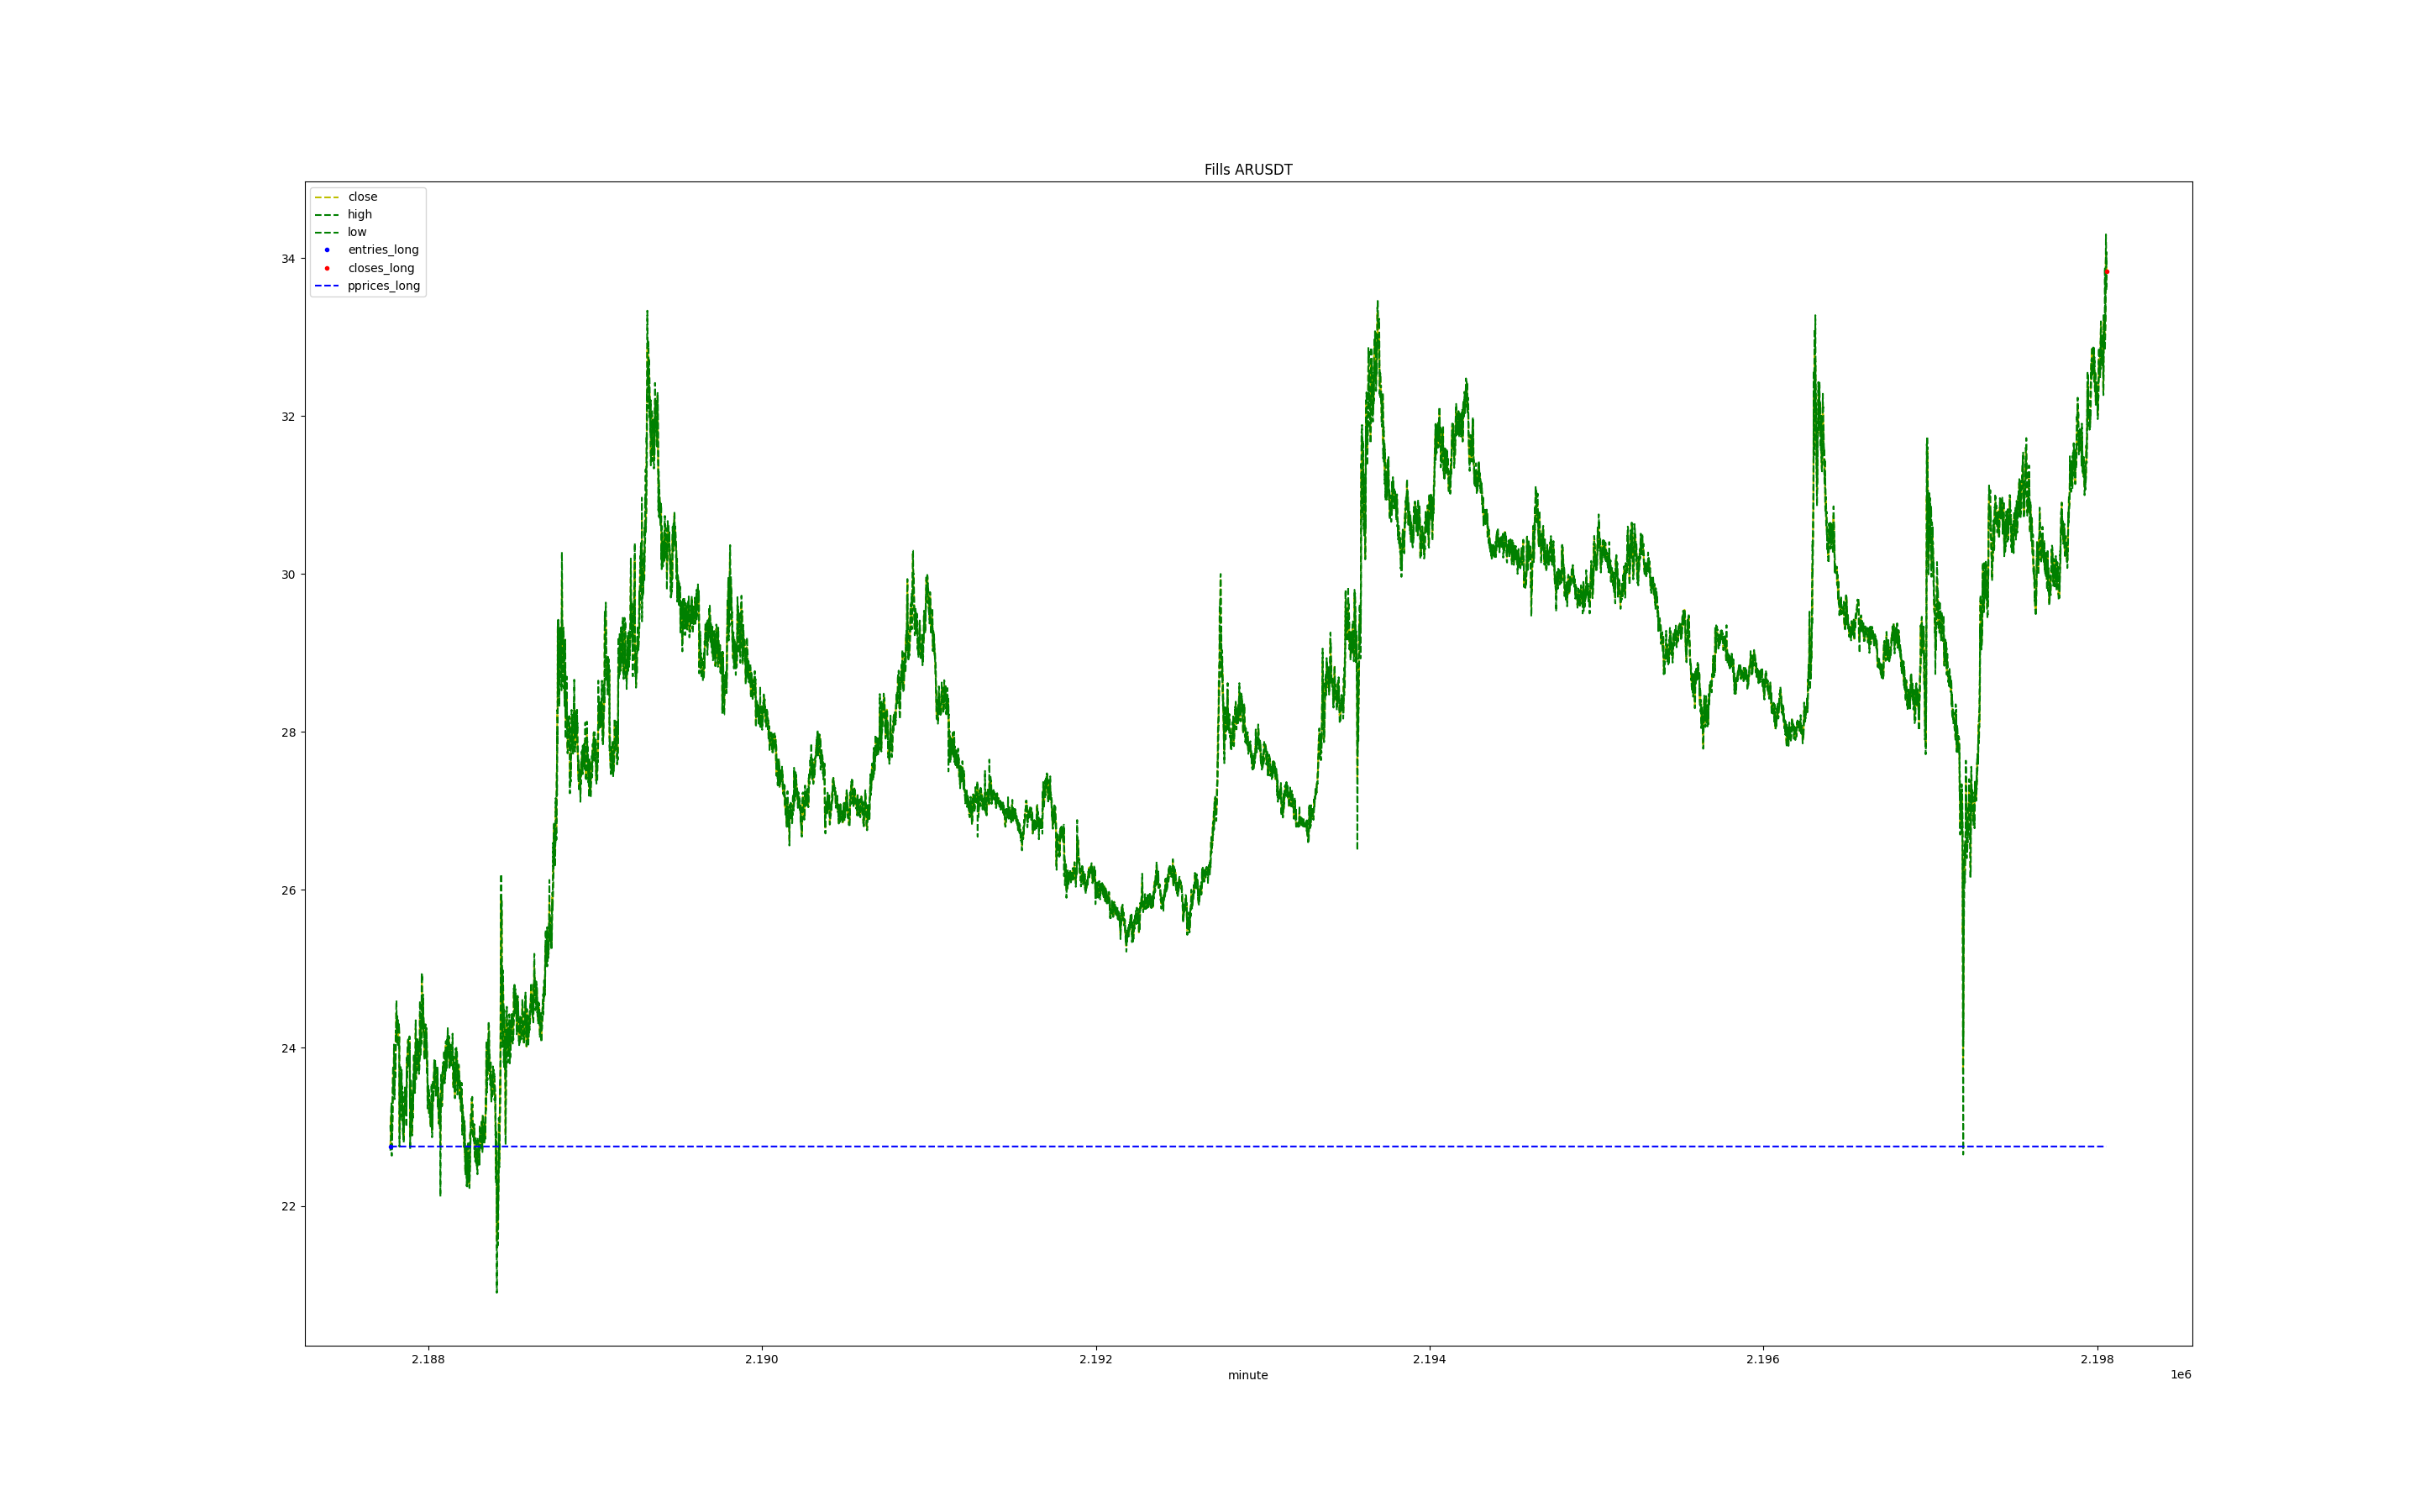 Fills ARUSDT
close
high
low
entries_long
closes_long
pprices_long
34
32
30
28
26
24
22
2.188 2.190 2.192 2.194 2.196 2.198
minute 1e6